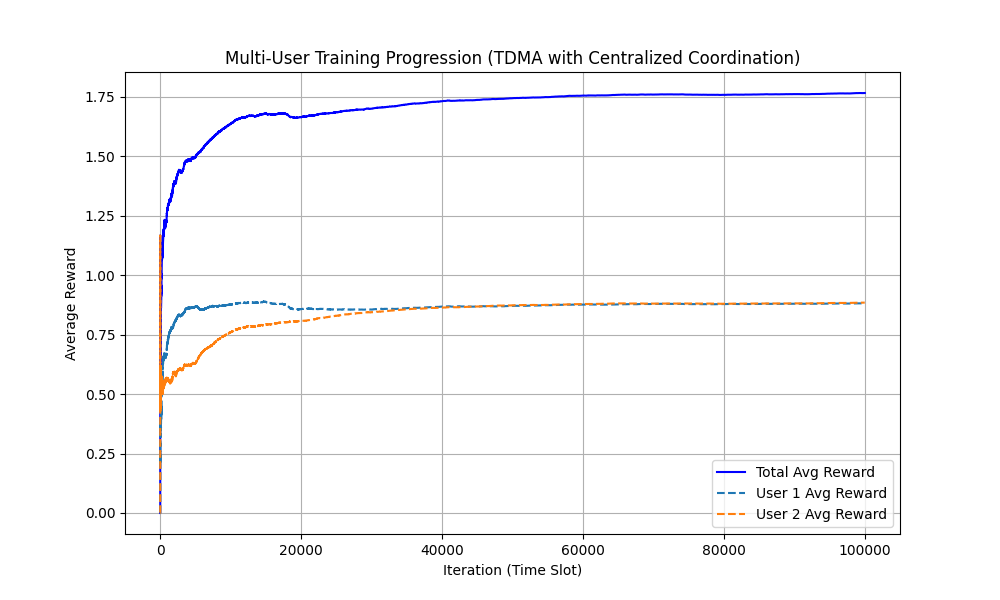 Multi-User Training Progression (TDMA with Centralized Coordination)
Average Reward
1.75
1.50
1.25
1.00
0.75
0.50
0.25
0.00
Total Avg Reward
User 1 Avg Reward
User 2 Avg Reward
0 20000 40000 60000 80000 100000
Iteration (Time Slot)